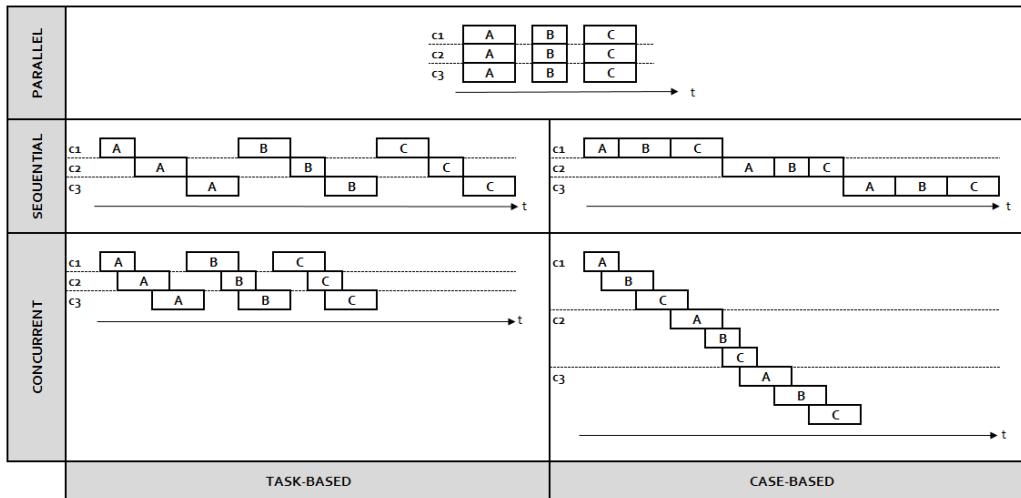 PARALLEL
c1 A B C
c2 A B C
c3 A B C
t
SEQUENTIAL
c1 A B C
c2 A B C
c3 A B C
t
c1 A B C
c2 A B C
c3 A B C
t
CONCURRENT
c1 A B C
c2 A B C
c3 A B C
t
c1 A
B
C
c2 A
B
C
c3 A
B
C
t
TASK-BASED
CASE-BASED